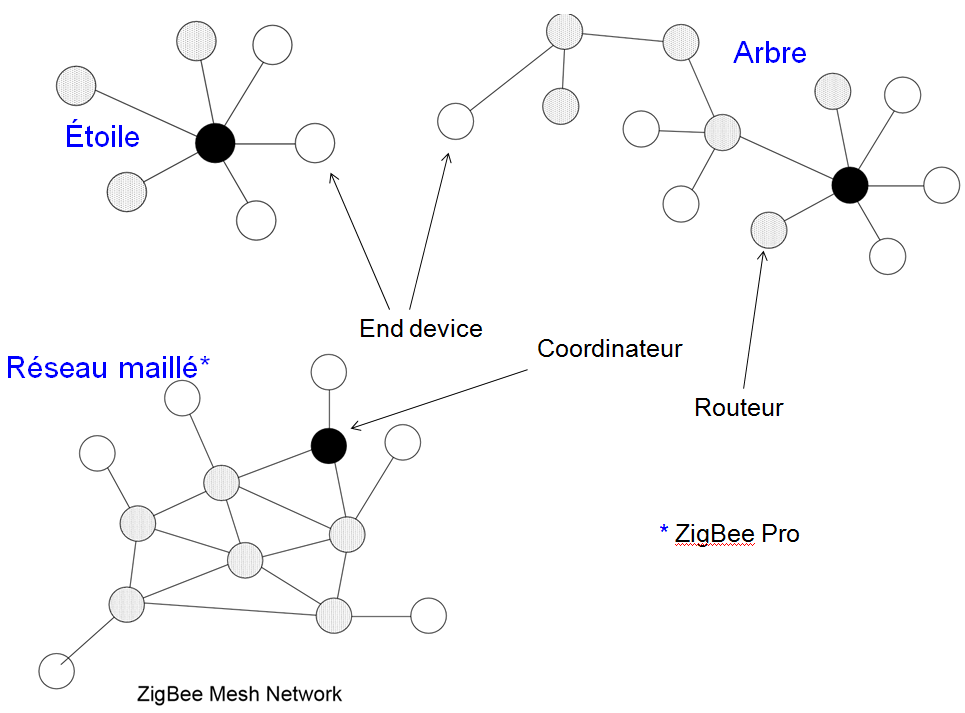 Arbre
Étoile
End device
Coordinateur
Réseau maillé*
Routeur
* ZigBee Pro
ZigBee Mesh Network